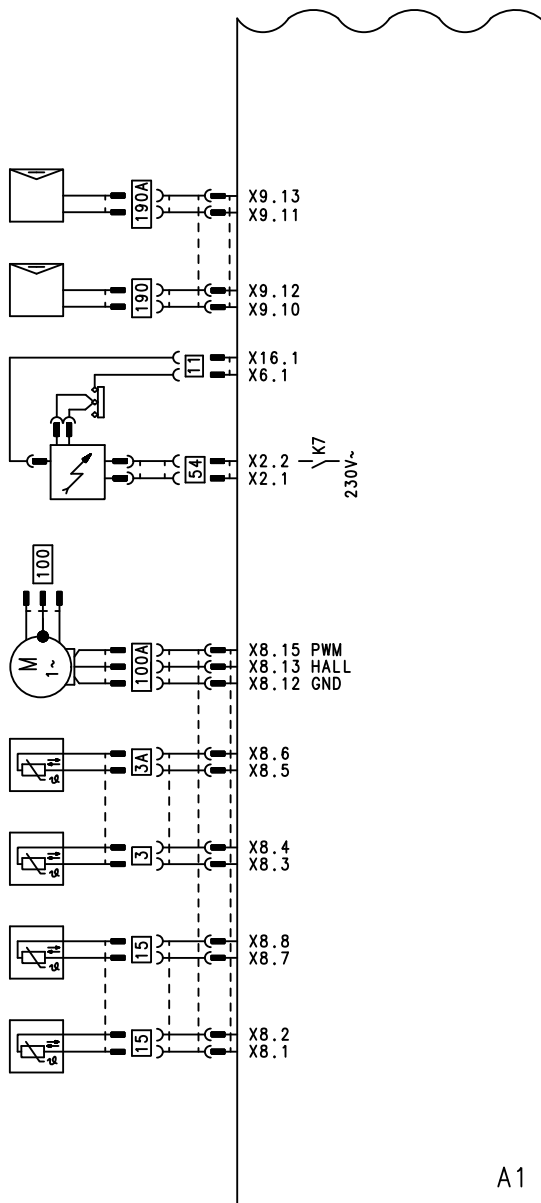 190A
X9.13
X9.11
190
X9.12
X9.10
11
X16.1
X6.1
54
X2.2
X2.1
K7
230V~
100
M
1~
100A
X8.15 PWM
X8.13 HALL
X8.12 GND
3A
X8.6
X8.5
ϑ
3
X8.4
X8.3
ϑ
15
X8.8
X8.7
ϑ
15
X8.2
X8.1
ϑ
A1